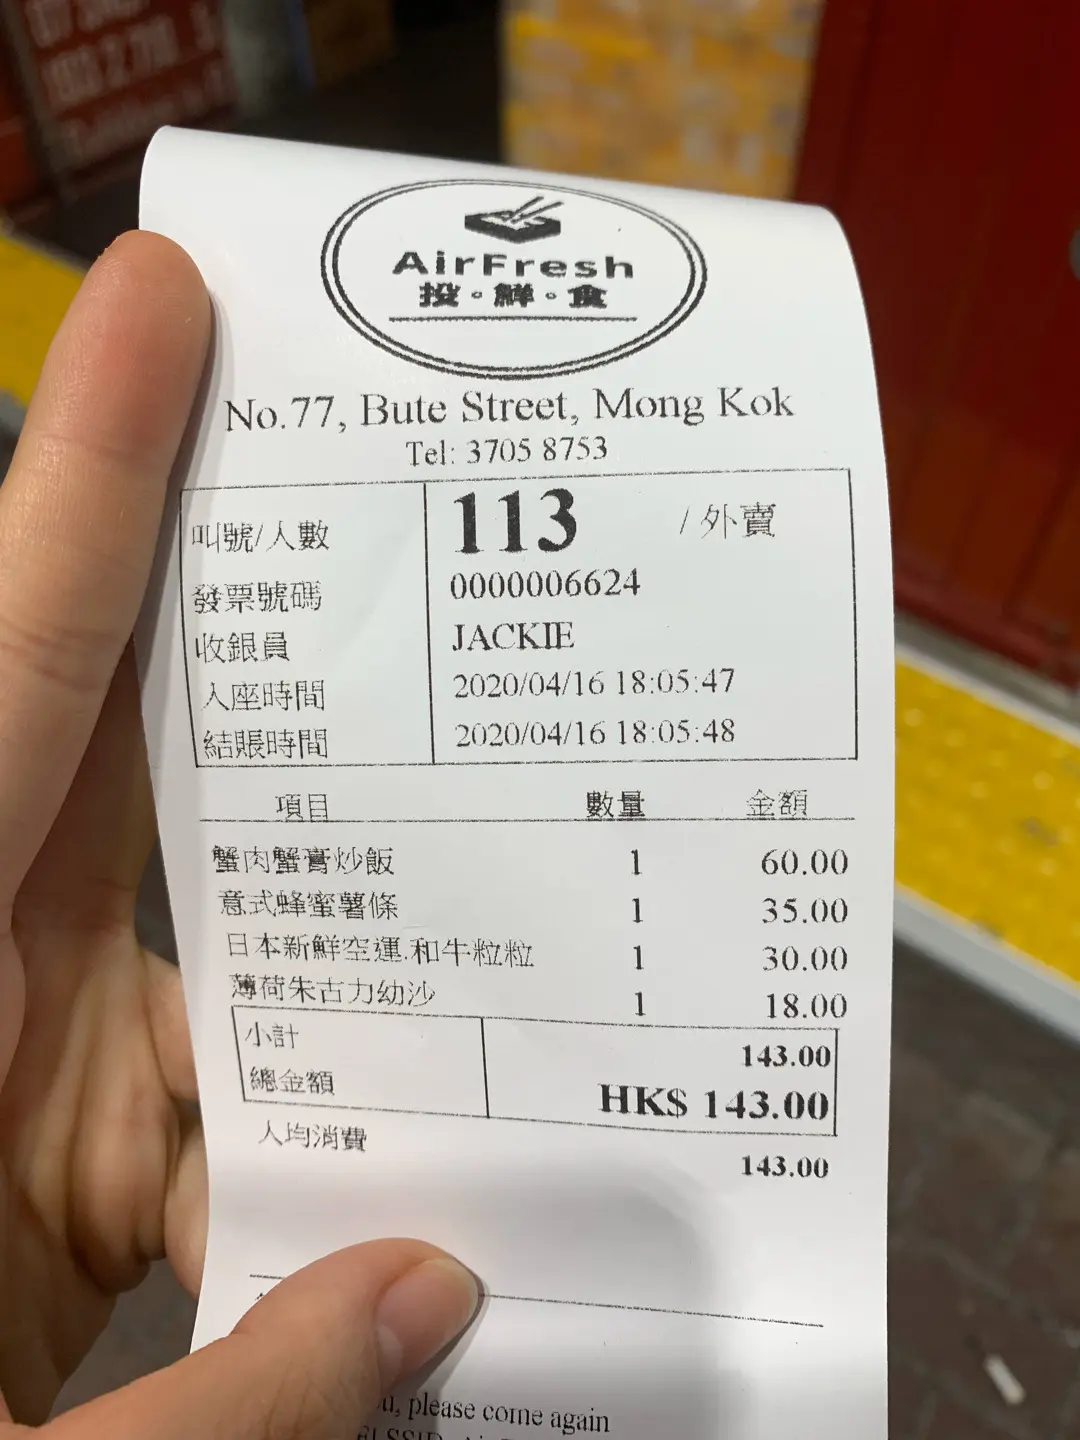 AirFresh
投。鮮。食
No.77, Bute Street, Mong Kok
Tel: 3705 8753
叫號/人數 113 /外賣
發票號碼 0000006624
收銀員 JACKIE
入座時間 2020/04/16 18:05:47
結賬時間 2020/04/16 18:05:48
項目 數量 金額
蟹肉蟹膏炒飯 1 60.00
意式蜂蜜薯條 1 35.00
日本新鮮空運.和牛粒粒 1 30.00
薄荷朱古力幼沙 1 18.00
小計 143.00
總金額 HK$ 143.00
人均消費 143.00
please come again